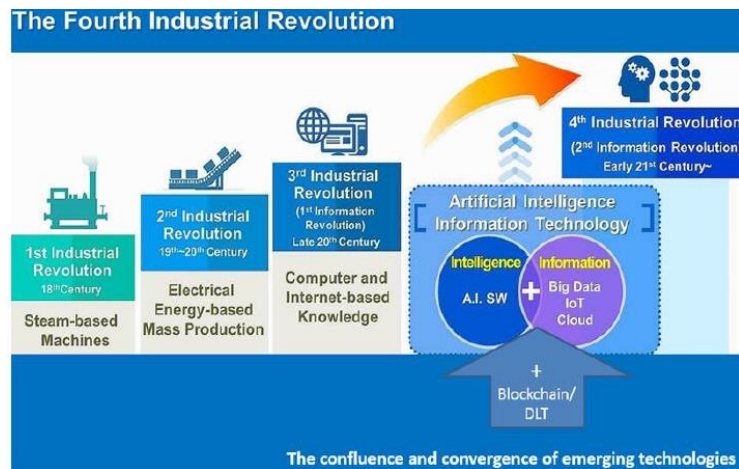 The Fourth Industrial Revolution
1st Industrial
Revolution
18thCentury
Steam-based
Machines
2nd Industrial
Revolution
19th~20th Century
Electrical
Energy-based
Mass Production
3rd Industrial
Revolution
(1st Information
Revolution)
Late 20th Century
Computer and
Internet-based
Knowledge
4th Industrial Revolution
(2nd Information Revolution)
Early 21st Century~
Artificial Intelligence
Information Technology
Intelligence
A.I. SW
+
Information
Big Data
IoT
Cloud
+
Blockchain/
DLT
The confluence and convergence of emerging technologies